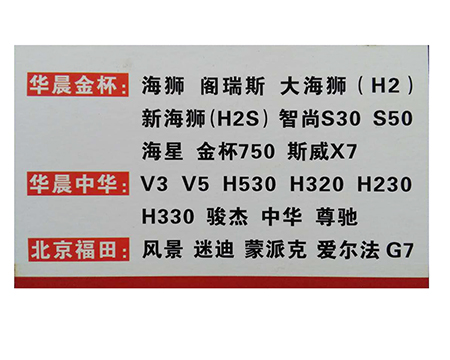 华晨金杯：海狮 阁瑞斯 大海狮（H2）
新海狮(H2S) 智尚S30 S50
海星 金杯750 斯威X7
华晨中华：V3 V5 H530 H320 H230
H330 骏杰 中华 尊驰
北京福田：风景 迷迪 蒙派克 爱尔法 G7